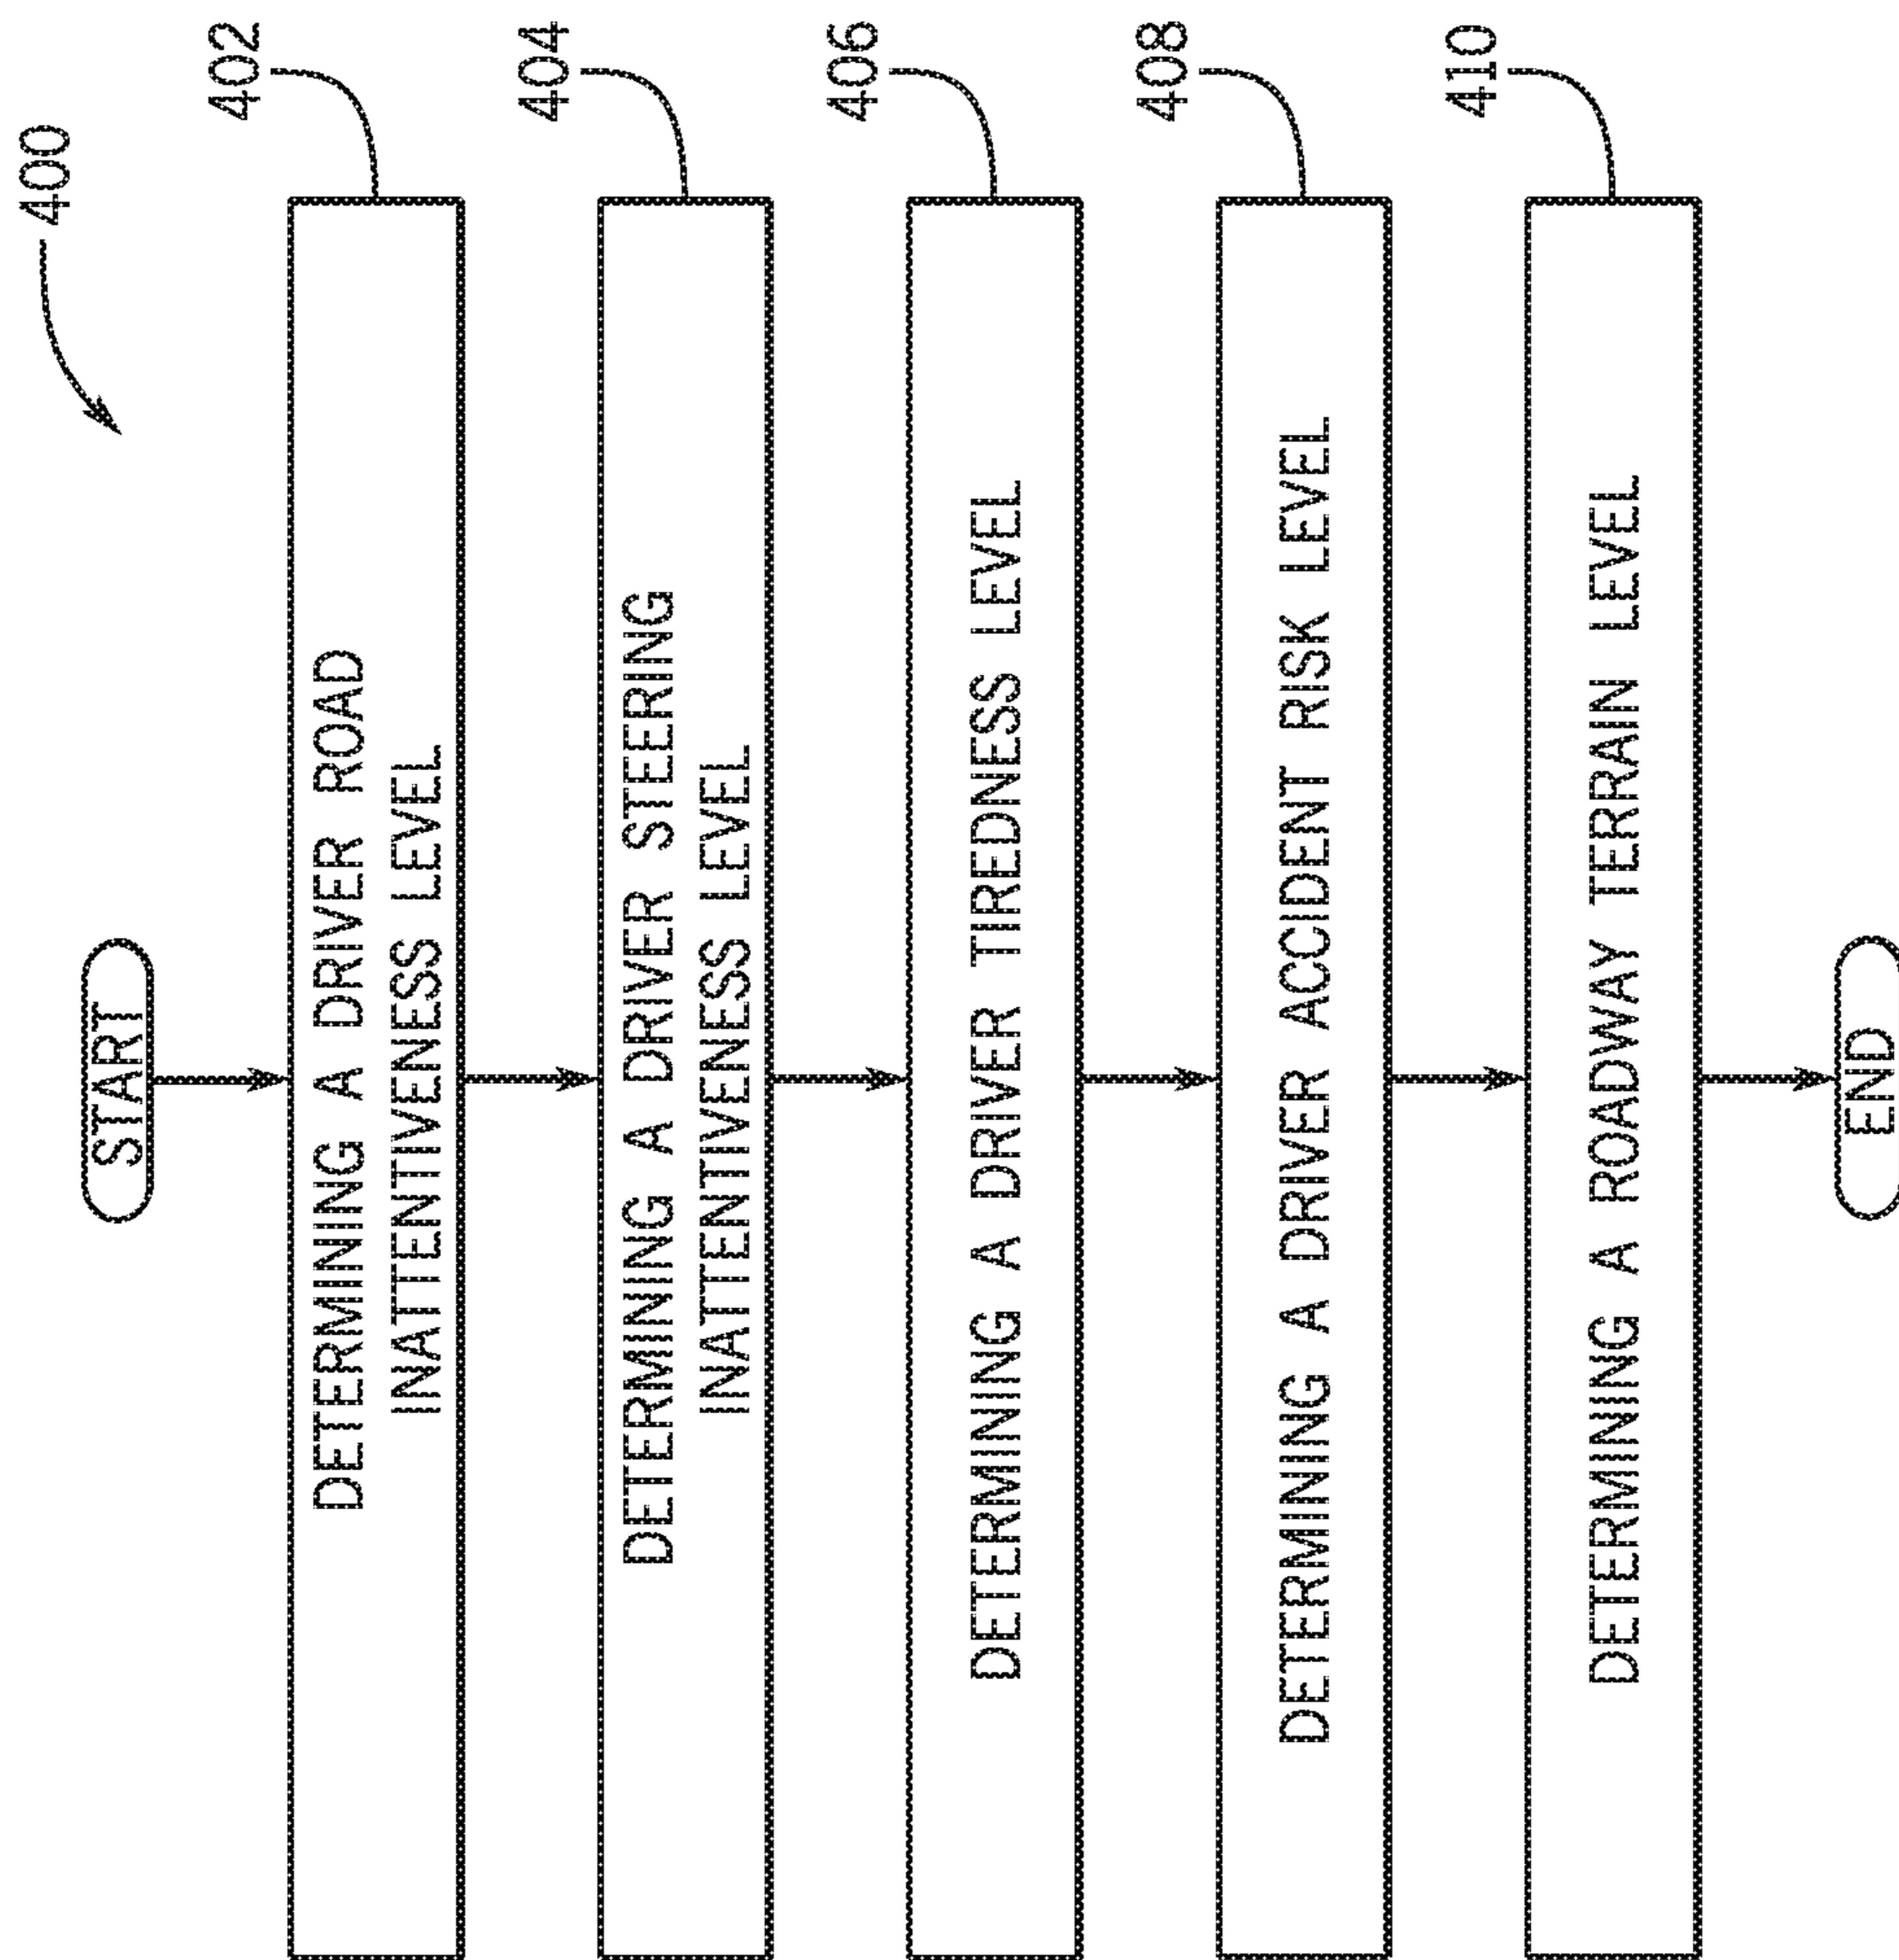 400
START
402
DETERMINING A DRIVER ROAD
INATTENTIVENESS LEVEL
404
DETERMINING A DRIVER STEERING
INATTENTIVENESS LEVEL
406
DETERMINING A DRIVER TIREDNESS LEVEL
408
DETERMINING A DRIVER ACCIDENT RISK LEVEL
410
DETERMINING A ROADWAY TERRAIN LEVEL
END